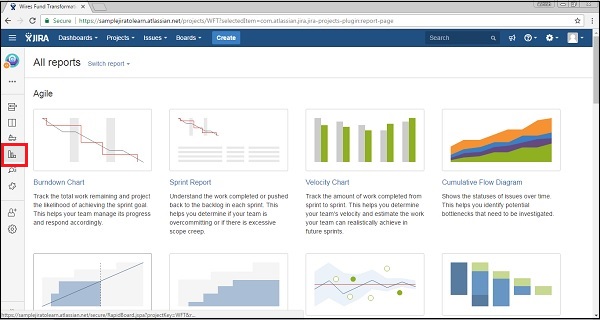 Wires Fund Transformati
Secure | https://samplejiratolearn.atlassian.net/projects/WFT?selectedItem=com.atlassian.jira.jira-projects-plugin:report-page
JIRA Dashboards Projects Issues Boards Create Search
All reports Switch report
Agile
Burndown Chart
Track the total work remaining and project
the likelihood of achieving the sprint goal.
This helps your team manage its progress
and respond accordingly.
Sprint Report
Understand the work completed or pushed
back to the backlog in each sprint. This helps
you determine if your team is
overcommitting or if there is excessive
scope creep.
Velocity Chart
Track the amount of work completed from
sprint to sprint. This helps you determine
your team's velocity and estimate the work
your team can realistically achieve in
future sprints.
Cumulative Flow Diagram
Shows the statuses of issues over time.
This helps you identify potential
bottlenecks that need to be investigated.
https://samplejiratolearn.atlassian.net/secure/RapidBoard.jspa?projectKey=WFT&r...